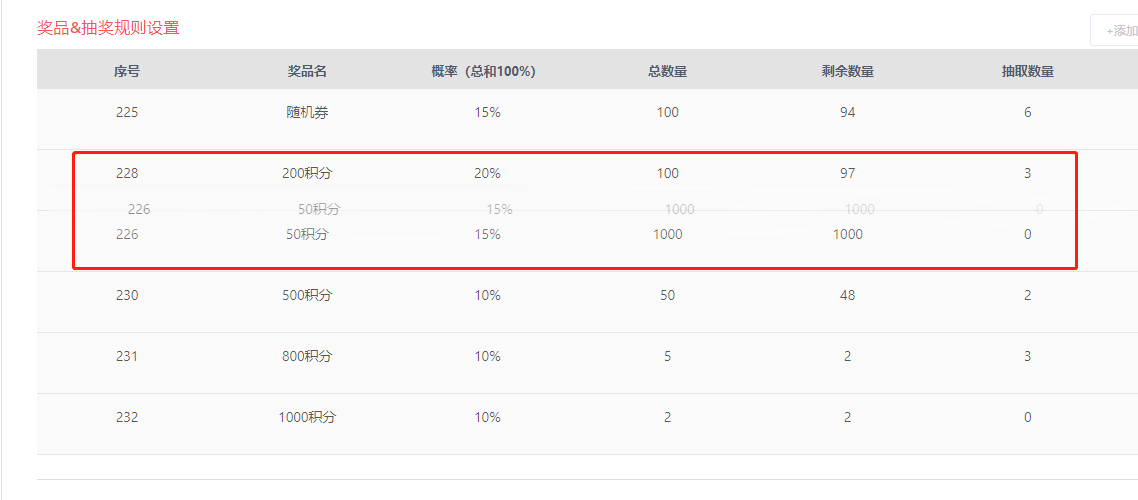 奖品&抽奖规则设置
+添加
序号 奖品名 概率（总和100%） 总数量 剩余数量 抽取数量
225 随机券 15% 100 94 6
228 200积分 20% 100 97 3
226 50积分 15% 1000 1000 0
226 50积分 15% 1000 1000 0
230 500积分 10% 50 48 2
231 800积分 10% 5 2 3
232 1000积分 10% 2 2 0